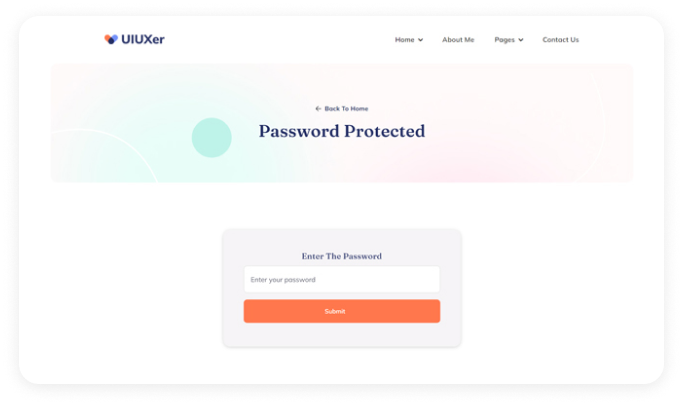 UIUXer
Home About Me Pages Contact Us
Back To Home
Password Protected
Enter The Password
Enter your password
Submit